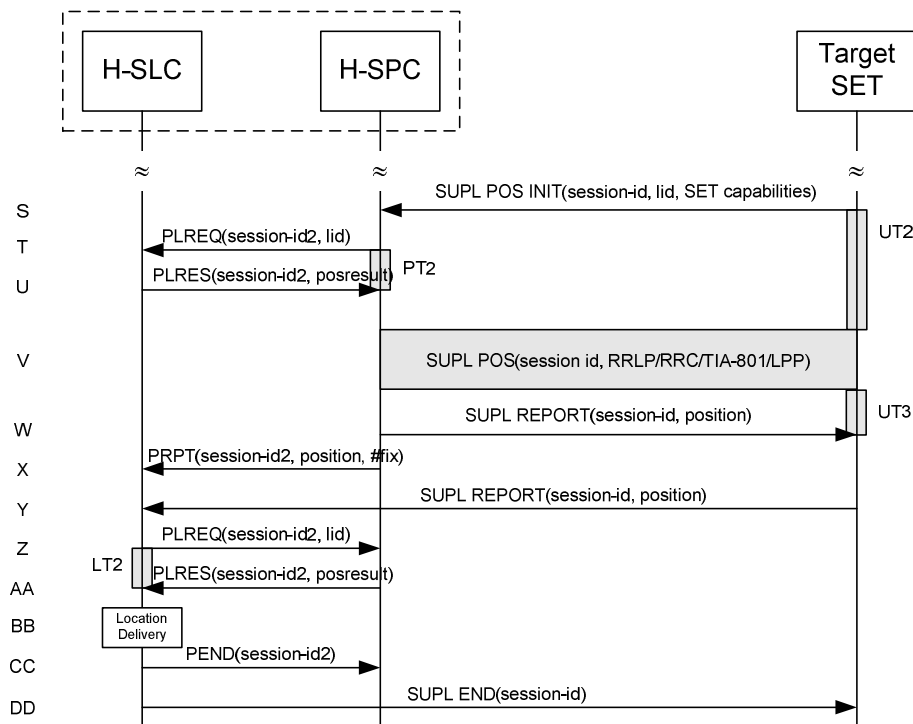 H-SLC
H-SPC
Target
SET
≈ ≈ ≈
S
SUPL POS INIT(session-id, lid, SET capabilities)
UT2
T
PLREQ(session-id2, lid)
PT2
U
PLRES(session-id2, posresult)
V
SUPL POS(session id, RRLP/RRC/TIA-801/LPP)
UT3
W
SUPL REPORT(session-id, position)
X
PRPT(session-id2, position, #fix)
Y
SUPL REPORT(session-id, position)
Z
PLREQ(session-id2, lid)
LT2
AA
PLRES(session-id2, posresult)
BB
Location
Delivery
CC
PEND(session-id2)
DD
SUPL END(session-id)